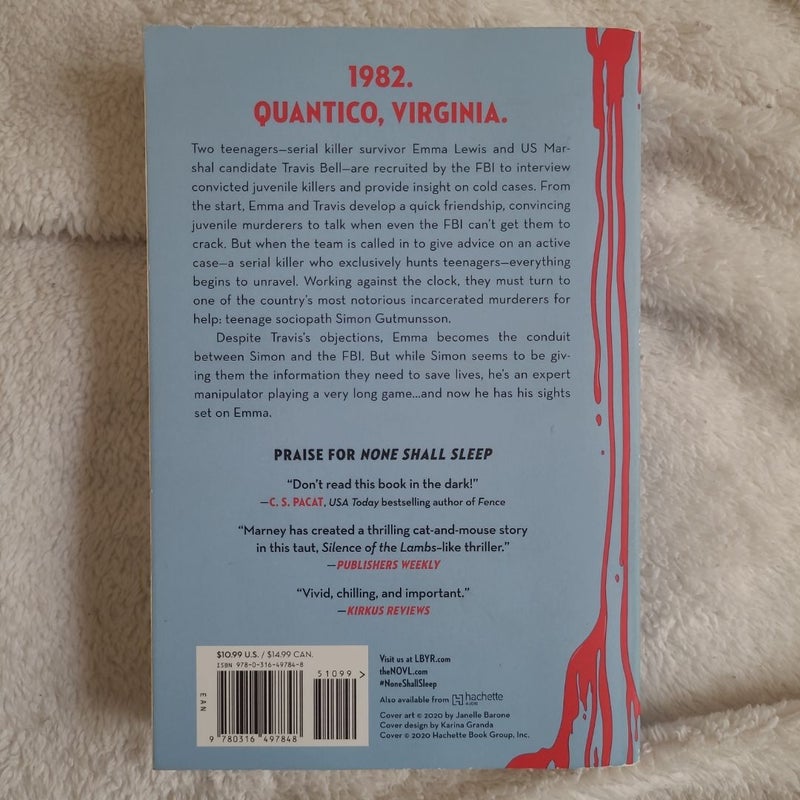 1982.
QUANTICO, VIRGINIA.
Two teenagers—serial killer survivor Emma Lewis and US Mar-
shal candidate Travis Bell—are recruited by the FBI to interview
convicted juvenile killers and provide insight on cold cases. From
the start, Emma and Travis develop a quick friendship, convincing
juvenile murderers to talk when even the FBI can't get them to
crack. But when the team is called in to give advice on an active
case—a serial killer who exclusively hunts teenagers—everything
begins to unravel. Working against the clock, they must turn to
one of the country's most notorious incarcerated murderers for
help: teenage sociopath Simon Gutmunsson.
Despite Travis's objections, Emma becomes the conduit
between Simon and the FBI. But while Simon seems to be giv-
ing them the information they need to save lives, he's an expert
manipulator playing a very long game...and now he has his sights
set on Emma.
PRAISE FOR NONE SHALL SLEEP
"Don't read this book in the dark!"
—C. S. PACAT, USA Today bestselling author of Fence
"Marney has created a thrilling cat-and-mouse story
in this taut, Silence of the Lambs–like thriller."
—PUBLISHERS WEEKLY
"Vivid, chilling, and important."
—KIRKUS REVIEWS
$10.99 U.S. / $14.99 CAN.
ISBN 978-0-316-49784-8
51099 >
EAN
9 780316 497848
Visit us at LBYR.com
theNOVL.com
#NoneShallSleep
Also available from hachette
AUDIO
Cover art © 2020 by Janelle Barone
Cover design by Karina Granda
Cover © 2020 Hachette Book Group, Inc.